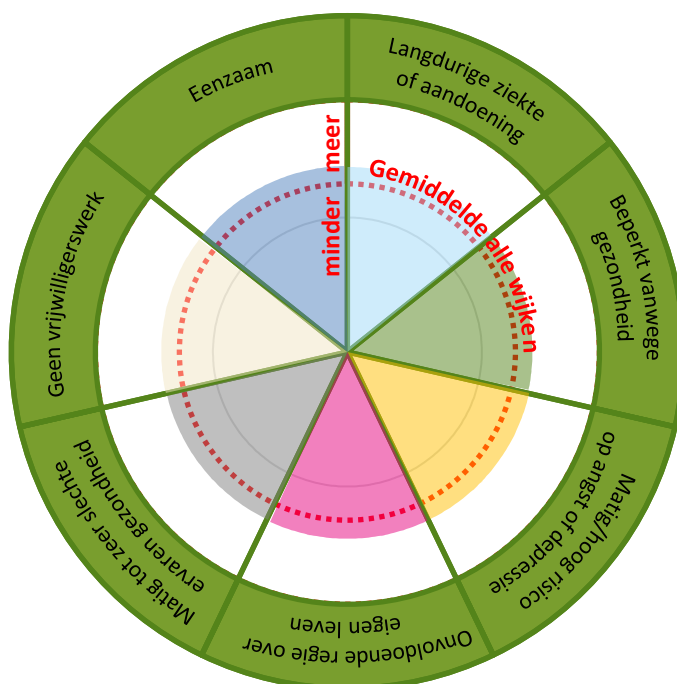 Eenzaam
Langdurige ziekte
of aandoening
Beperkt vanwege
gezondheid
Matig/hoog risico
op angst of depressie
Onvoldoende regie over
eigen leven
Matig tot zeer slechte
ervaren gezondheid
Geen vrijwilligerswerk
meer
minder
Gemiddelde alle wijken